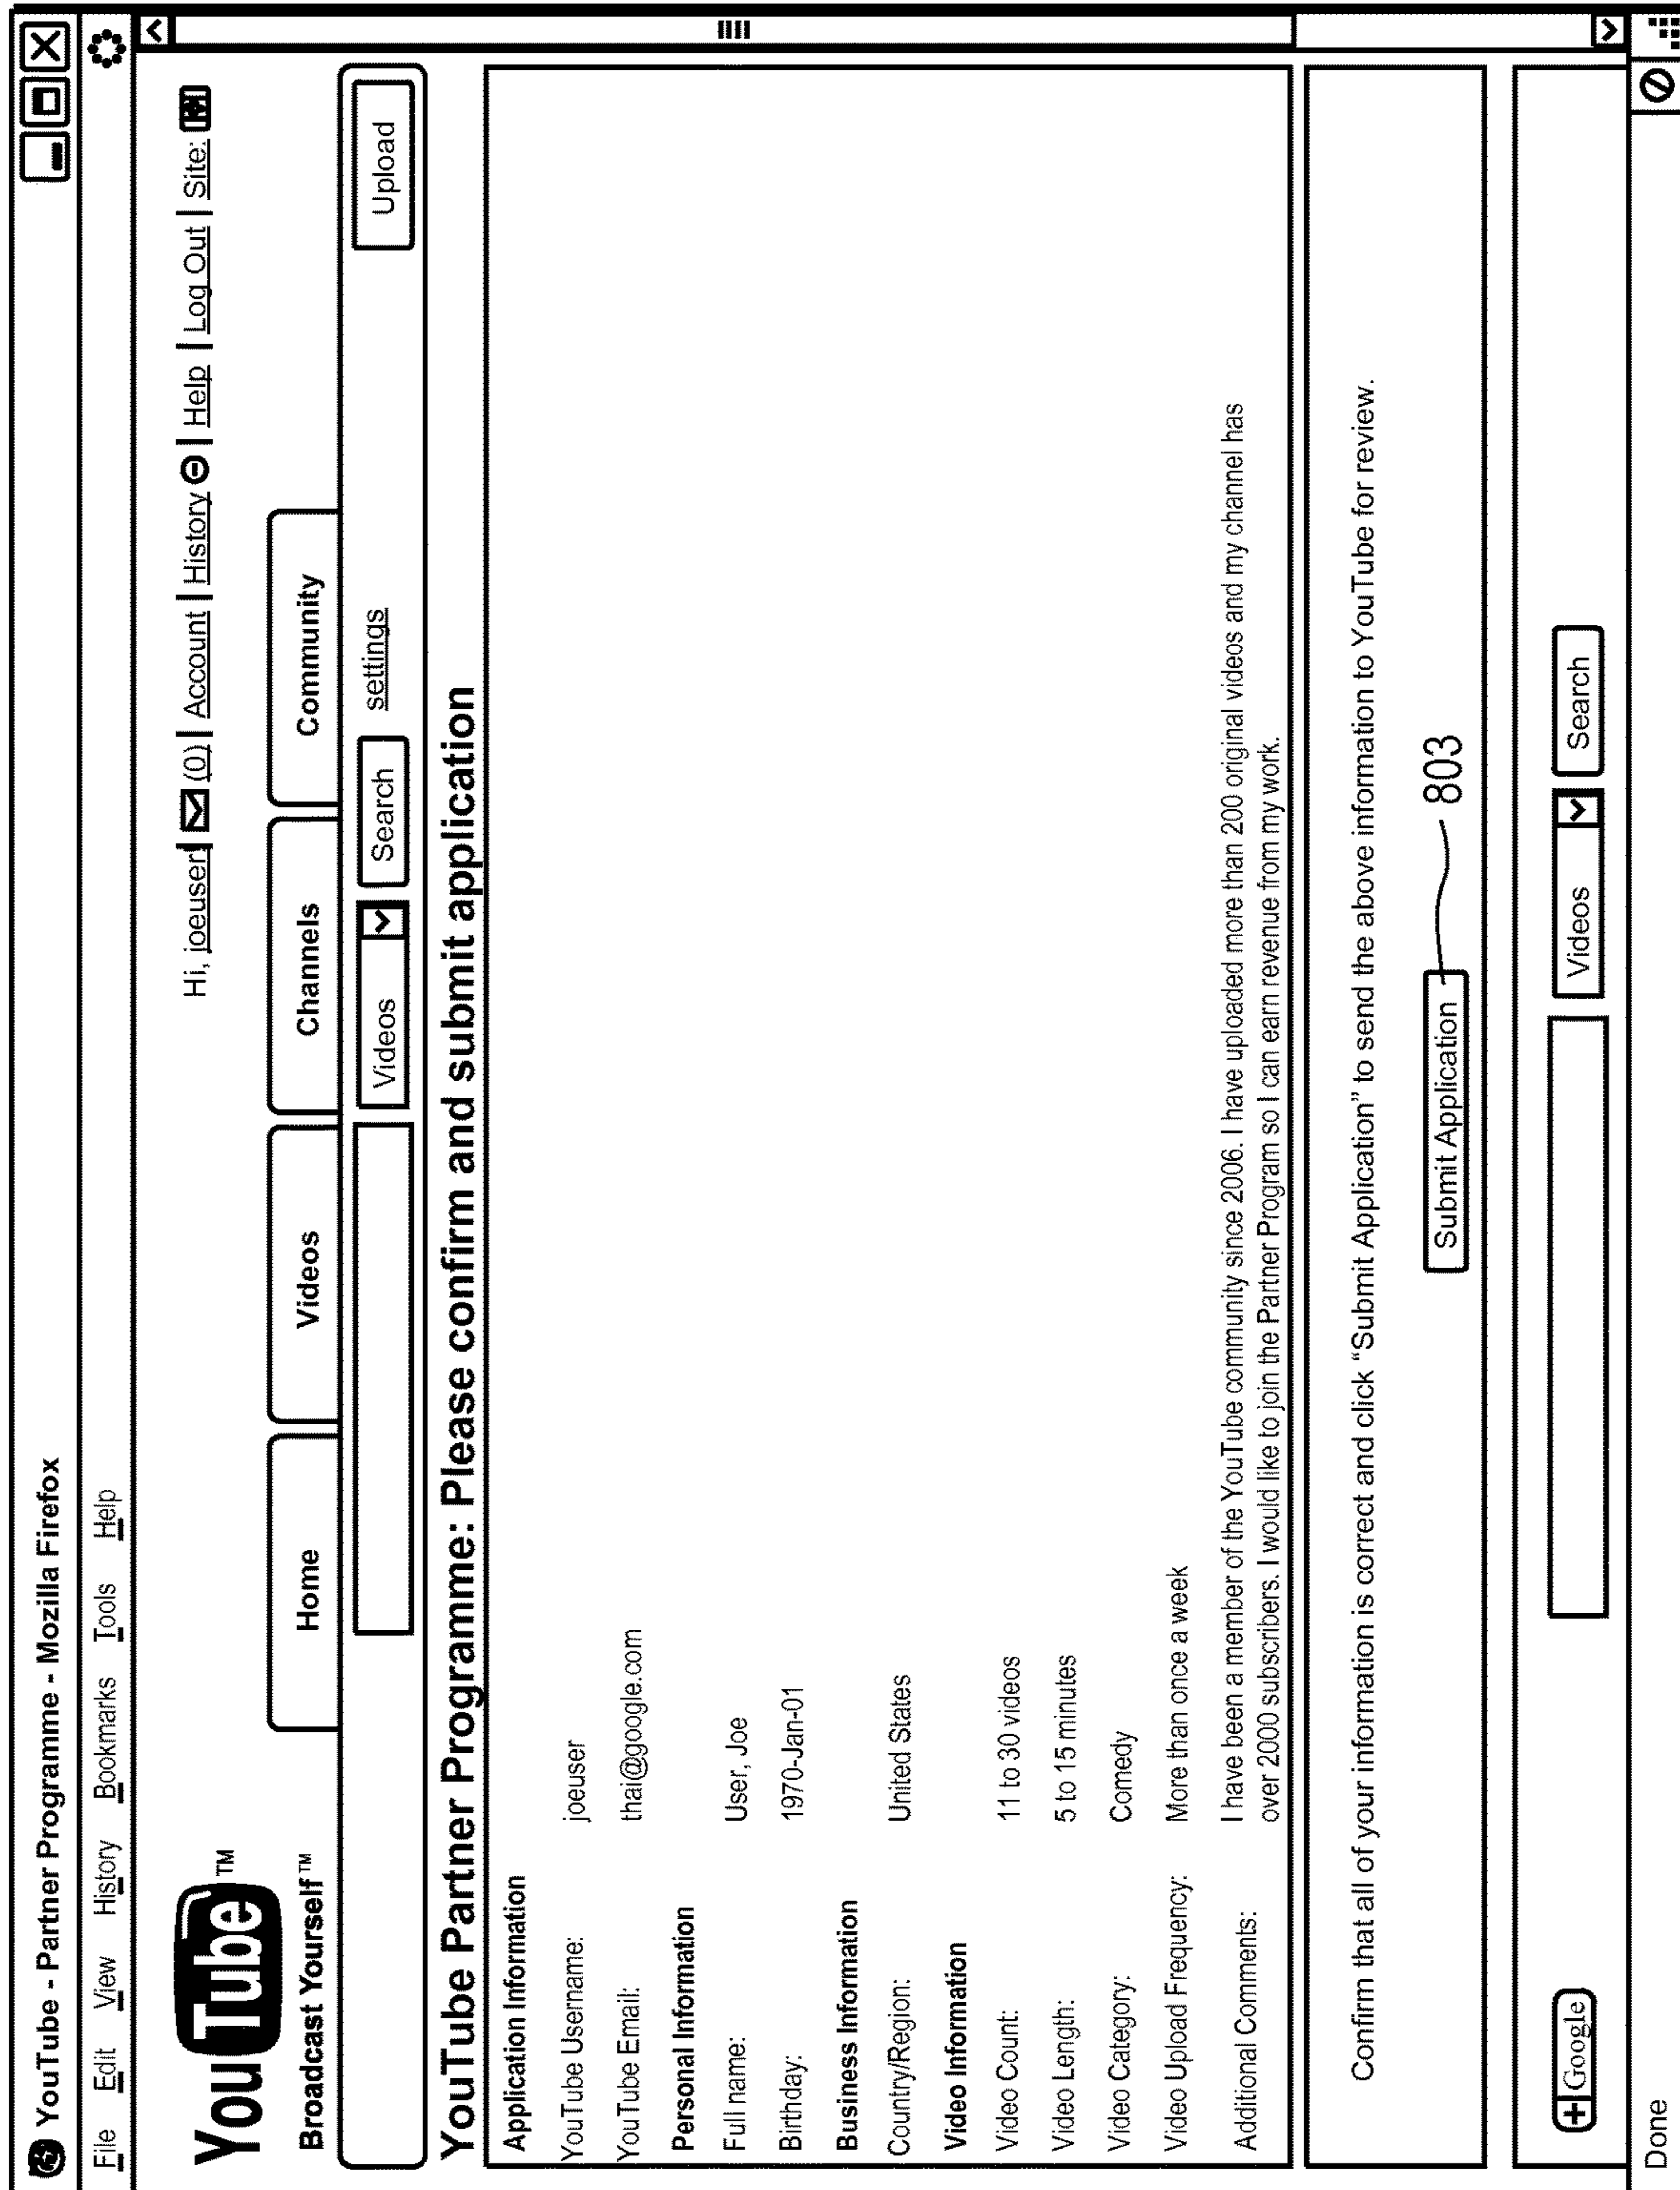 YouTube - Partner Programme - Mozilla Firefox
File Edit View History Bookmarks Tools Help
YouTube™
Broadcast Yourself™
Hi, joeuser (0) | Account | History | Help | Log Out | Site:
Home Videos Channels Community
Videos Search settings Upload
YouTube Partner Programme: Please confirm and submit application
Application Information
YouTube Username: joeuser
YouTube Email: thai@google.com
Personal Information
Full name: User, Joe
Birthday: 1970-Jan-01
Business Information
Country/Region: United States
Video Information
Video Count: 11 to 30 videos
Video Length: 5 to 15 minutes
Video Category: Comedy
Video Upload Frequency: More than once a week
Additional Comments: I have been a member of the YouTube community since 2006. I have uploaded more than 200 original videos and my channel has
over 2000 subscribers. I would like to join the Partner Program so I can earn revenue from my work.
Confirm that all of your information is correct and click “Submit Application” to send the above information to YouTube for review.
Submit Application 803
Google Videos Search
Done